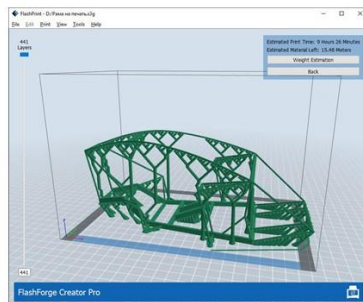 FlashPrint - D:/Рама на печать.x3g
File Edit Print View Tools Help
441
Layers
Estimated Print Time: 9 Hours 26 Minutes
Estimated Material Left: 15.48 Meters
Weight Estimation
Back
441
FlashForge Creator Pro